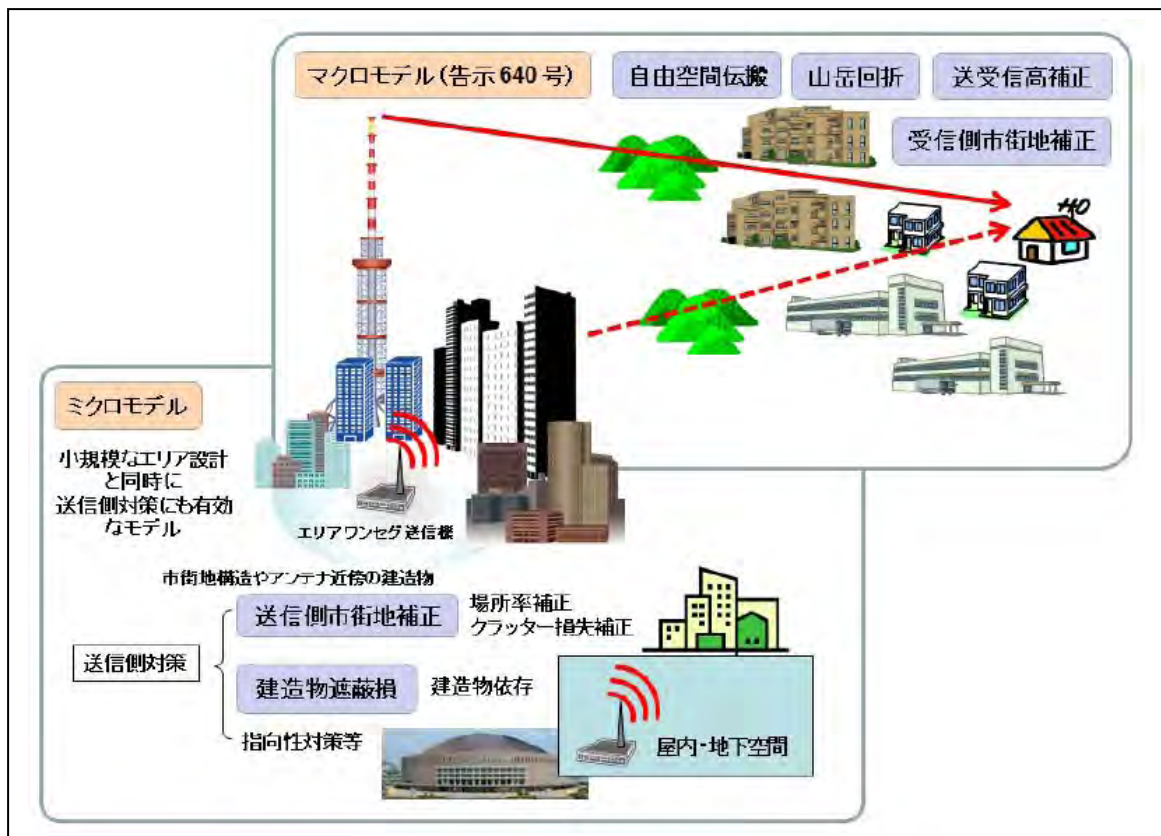 マクロモデル(告示640号)
自由空間伝搬
山岳回折
送受信高補正
受信側市街地補正
ミクロモデル
小規模なエリア設計
と同時に
送信側対策にも有効
なモデル
エリアワンセグ送信機
市街地構造やアンテナ近傍の建造物
送信側市街地補正
場所率補正
クラッター損失補正
送信側対策
建造物遮蔽損
建造物依存
指向性対策等
屋内・地下空間